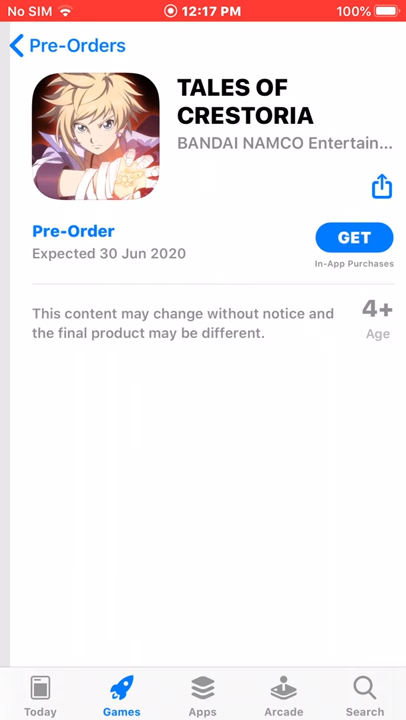 No SIM 12:17 PM 100%
Pre-Orders
TALES OF
CRESTORIA
BANDAI NAMCO Entertain...
Pre-Order
Expected 30 Jun 2020
GET
In-App Purchases
This content may change without notice and
the final product may be different.
4+
Age
Today Games Apps Arcade Search